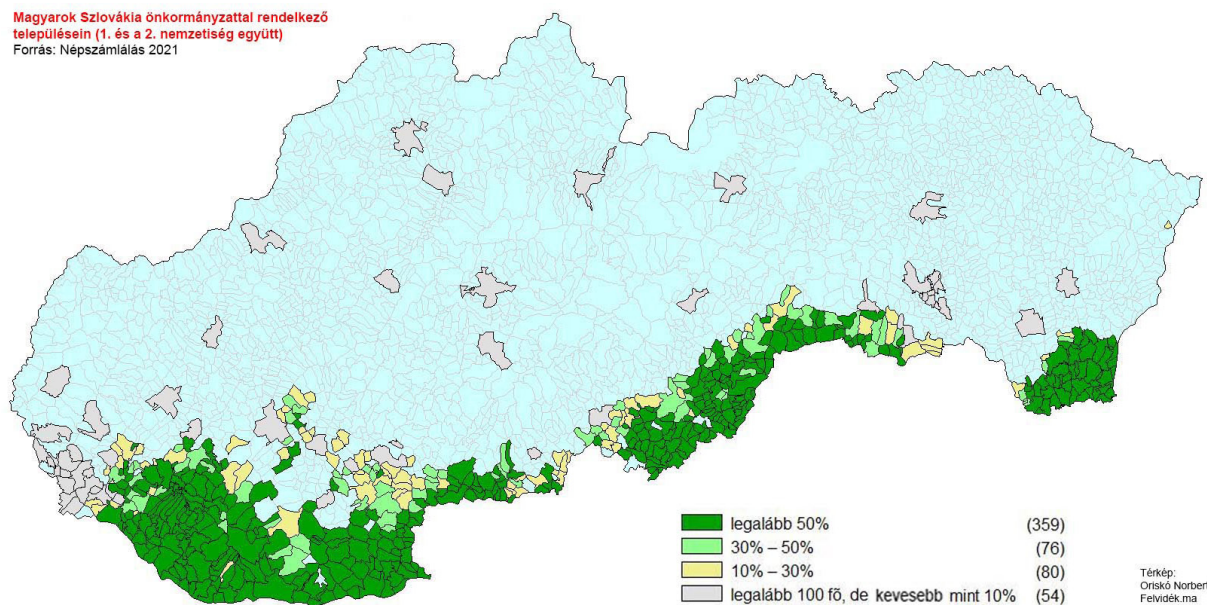 Magyarok Szlovákia önkormányzattal rendelkező
településein (1. és a 2. nemzetiség együtt)
Forrás: Népszámlálás 2021
legalább 50% (359)
30% – 50% (76)
10% – 30% (80)
legalább 100 fő, de kevesebb mint 10% (54)
Térkép:
Oriskó Norbert
Felvidék.ma